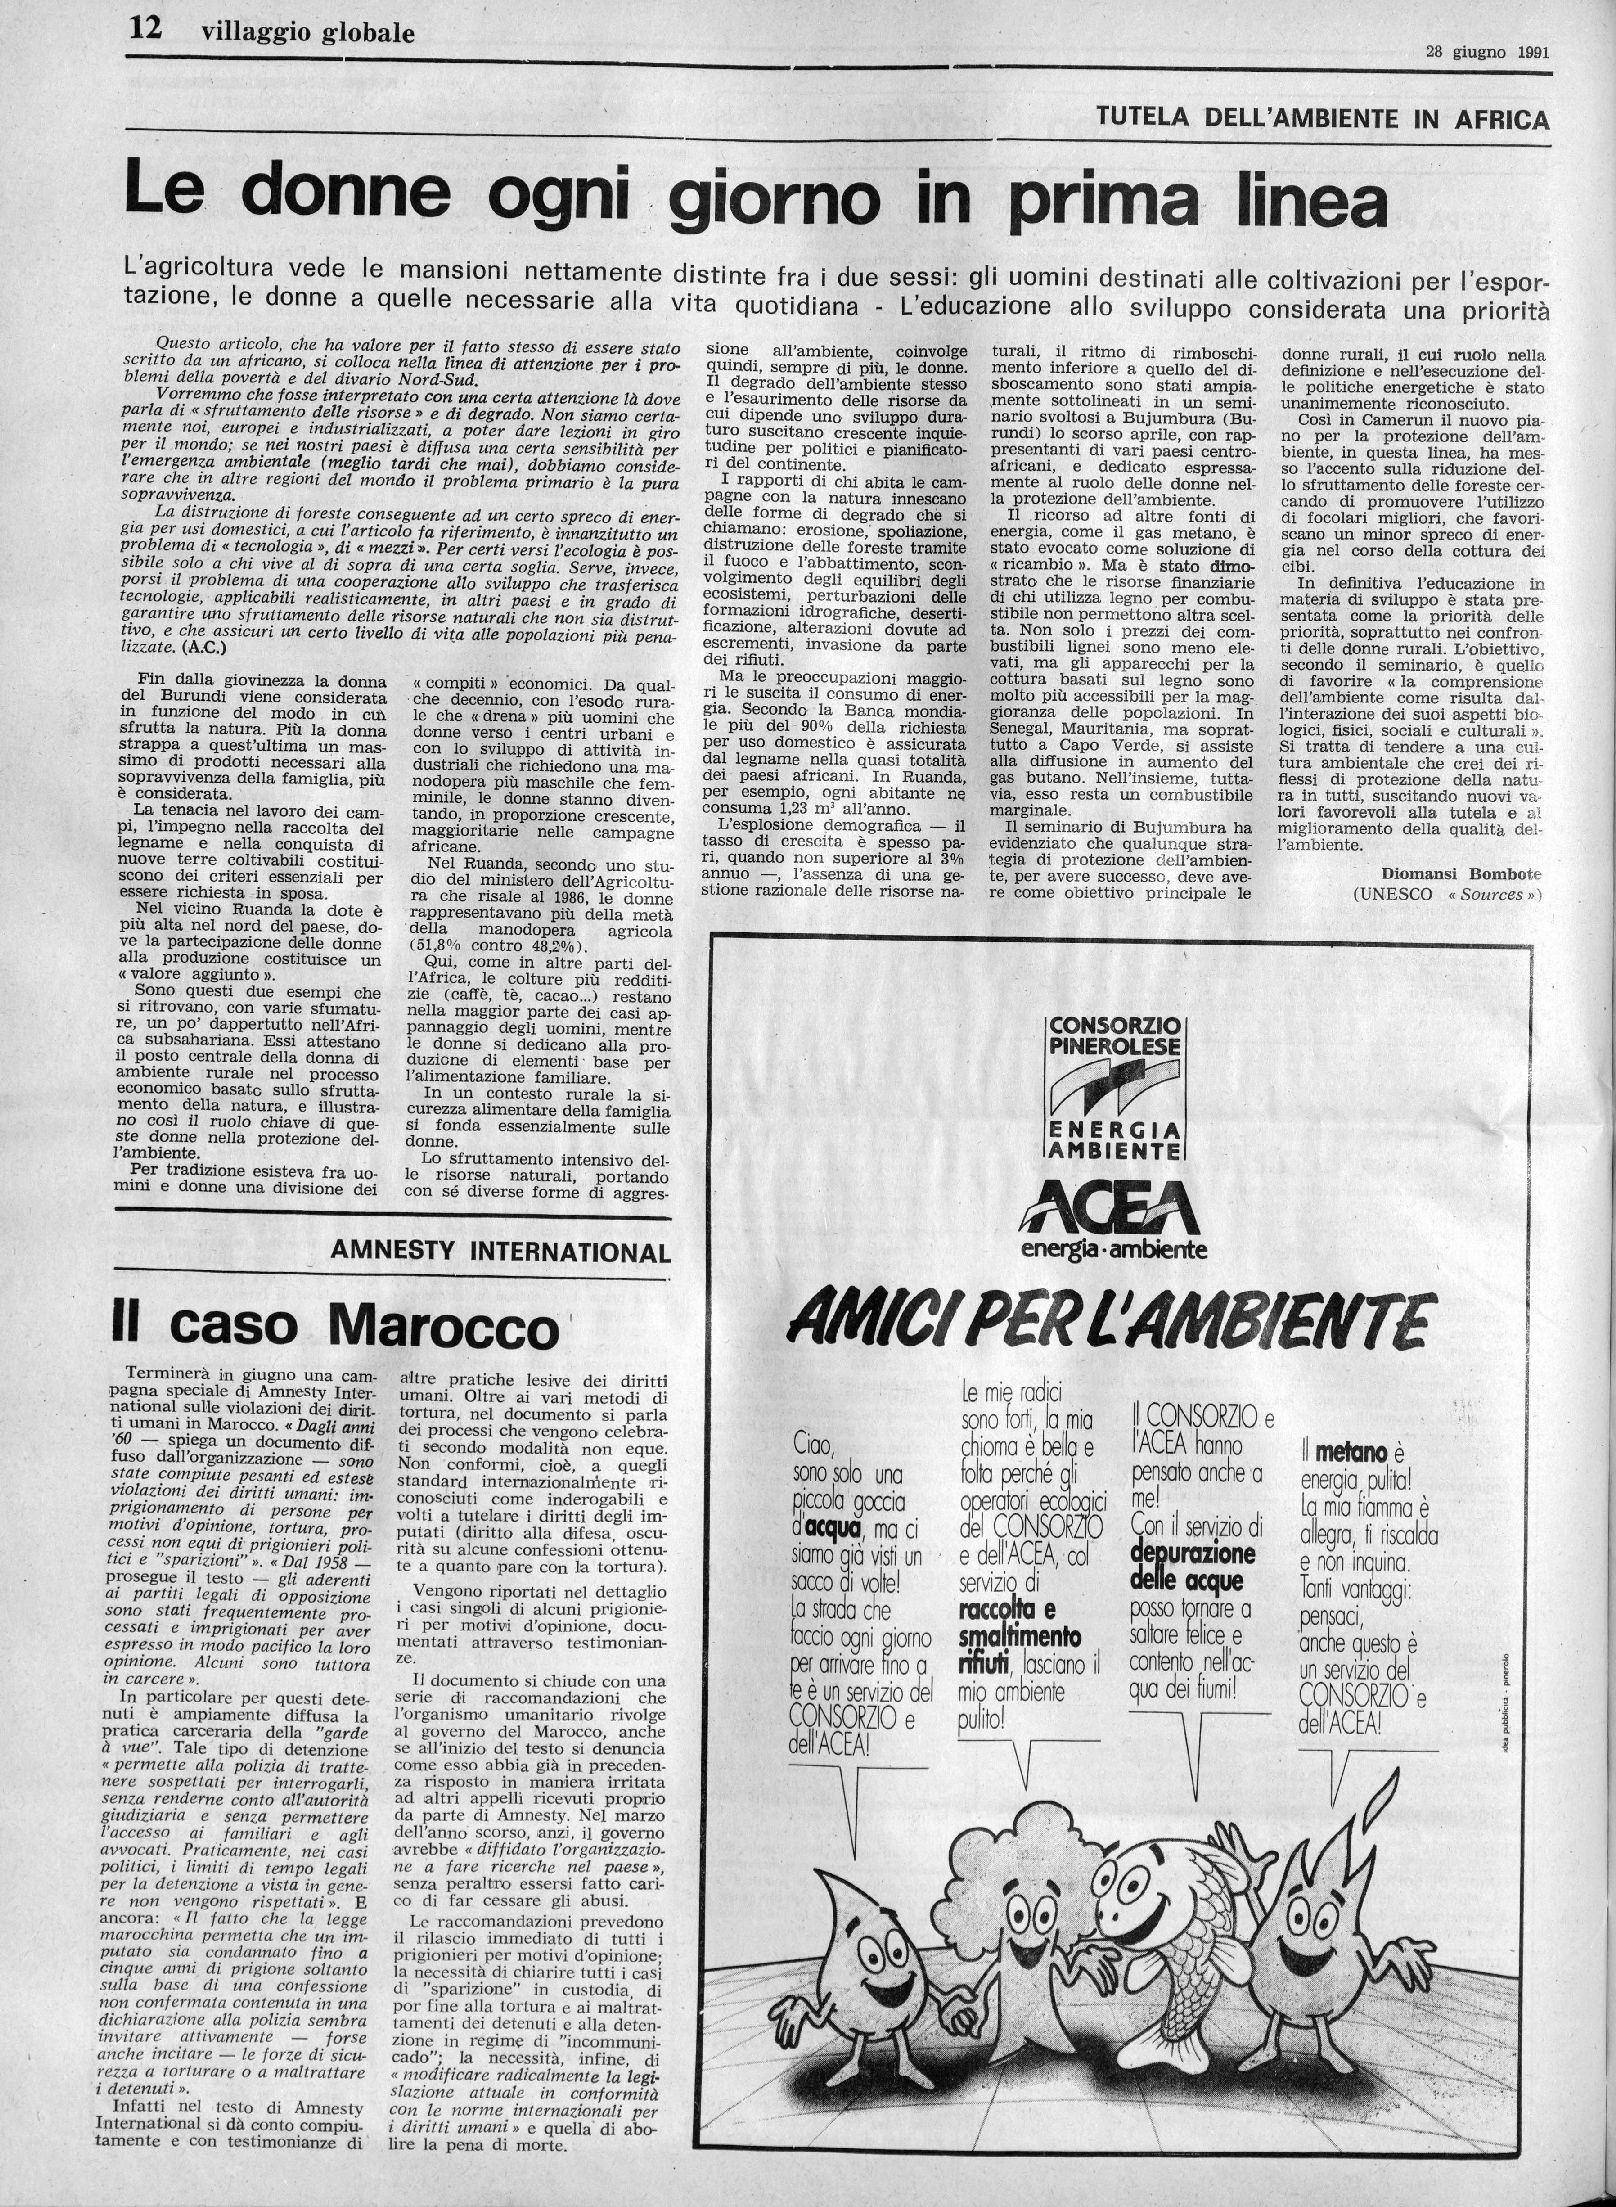 12 villaggio globale
28 giugno 1991
TUTELA DELL'AMBIENTE IN AFRICA
Le donne ogni giorno in prima linea
L'agricoltura vede le mansioni nettamente distinte fra i due sessi: gli uomini destinati alle coltivazioni per l'espor-
tazione, le donne a quelle necessarie alla vita quotidiana - L'educazione allo sviluppo considerata una priorità
Questo articolo, che ha valore per il fatto stesso di essere stato
scritto da un africano, si colloca nella linea di attenzione per i pro-
blemi della povertà e del divario Nord-Sud.
Vorremmo che fosse interpretato con una certa attenzione là dove
parla di « sfruttamento delle risorse » e di degrado. Non siamo certa-
mente noi, europei e industrializzati, a poter dare lezioni in giro
per il mondo; se nei nostri paesi è diffusa una certa sensibilità per
l'emergenza ambientale (meglio tardi che mai), dobbiamo conside-
rare che in altre regioni del mondo il problema primario è la pura
sopravvivenza.
La distruzione di foreste conseguente ad un certo spreco di ener-
gia per usi domestici, a cui l'articolo fa riferimento, è innanzitutto un
problema di « tecnologia », di « mezzi ». Per certi versi l'ecologia è pos-
sibile solo a chi vive al di sopra di una certa soglia. Serve, invece,
porsi il problema di una cooperazione allo sviluppo che trasferisca
tecnologie, applicabili realisticamente, in altri paesi e in grado di
garantire uno sfruttamento delle risorse naturali che non sia distrut-
tivo, e che assicuri un certo livello di vita alle popolazioni più pena-
lizzate. (A.C.)
Fin dalla giovinezza la donna
del Burundi viene considerata
in funzione del modo in cui
sfrutta la natura. Più la donna
strappa a quest'ultima un mas-
simo di prodotti necessari alla
sopravvivenza della famiglia, più
è considerata.
La tenacia nel lavoro dei cam-
pi, l'impegno nella raccolta del
legname e nella conquista di
nuove terre coltivabili costitui-
scono dei criteri essenziali per
essere richiesta in sposa.
Nel vicino Ruanda la dote è
più alta nel nord del paese, do-
ve la partecipazione delle donne
alla produzione costituisce un
« valore aggiunto ».
Sono questi due esempi che
si ritrovano, con varie sfumatu-
re, un po' dappertutto nell'Afri-
ca subsahariana. Essi attestano
il posto centrale della donna di
ambiente rurale nel processo
economico basato sullo sfrutta-
mento della natura, e illustra-
no così il ruolo chiave di que-
ste donne nella protezione del-
l'ambiente.
Per tradizione esisteva fra uo-
mini e donne una divisione dei
« compiti » economici. Da qual-
che decennio, con l'esodo rura-
le che « drena » più uomini che
donne verso i centri urbani e
con lo sviluppo di attività in-
dustriali che richiedono una ma-
nodopera più maschile che fem-
minile, le donne stanno diven-
tando, in proporzione crescente,
maggioritarie nelle campagne
africane.
Nel Ruanda, secondo uno stu-
dio del ministero dell'Agricoltu-
ra che risale al 1986, le donne
rappresentavano più della metà
della manodopera agricola
(51,8% contro 48,2%).
Qui, come in altre parti del-
l'Africa, le colture più redditi-
zie (caffè, tè, cacao...) restano
nella maggior parte dei casi ap-
pannaggio degli uomini, mentre
le donne si dedicano alla pro-
duzione di elementi base per
l'alimentazione familiare.
In un contesto rurale la si-
curezza alimentare della famiglia
si fonda essenzialmente sulle
donne.
Lo sfruttamento intensivo del-
le risorse naturali, portando
con sé diverse forme di aggres-
sione all'ambiente, coinvolge
quindi, sempre di più, le donne.
Il degrado dell'ambiente stesso
e l'esaurimento delle risorse da
cui dipende uno sviluppo dura-
turo suscitano crescente inquie-
tudine per politici e pianificato-
ri del continente.
I rapporti di chi abita le cam-
pagne con la natura innescano
delle forme di degrado che si
chiamano: erosione, spoliazione,
distruzione delle foreste tramite
il fuoco e l'abbattimento, scon-
volgimento degli equilibri degli
ecosistemi, perturbazioni delle
formazioni idrografiche, deserti-
ficazione, alterazioni dovute ad
escrementi, invasione da parte
dei rifiuti.
Ma le preoccupazioni maggio-
ri le suscita il consumo di ener-
gia. Secondo la Banca mondia-
le più del 90% della richiesta
per uso domestico è assicurata
dal legname nella quasi totalità
dei paesi africani. In Ruanda,
per esempio, ogni abitante ne
consuma 1,23 m³ all'anno.
L'esplosione demografica — il
tasso di crescita è spesso pa-
ri, quando non superiore al 3%
annuo —, l'assenza di una ge-
stione razionale delle risorse na-
turali, il ritmo di rimboschi-
mento inferiore a quello del di-
sboscamento sono stati ampia-
mente sottolineati in un semi-
nario svoltosi a Bujumbura (Bu-
rundi) lo scorso aprile, con rap-
presentanti di vari paesi centro-
africani, e dedicato espressa-
mente al ruolo delle donne nel-
la protezione dell'ambiente.
Il ricorso ad altre fonti di
energia, come il gas metano, è
stato evocato come soluzione di
« ricambio ». Ma è stato dimo-
strato che le risorse finanziarie
di chi utilizza legno per combu-
stibile non permettono altra scel-
ta. Non solo i prezzi dei com-
bustibili lignei sono meno ele-
vati, ma gli apparecchi per la
cottura basati sul legno sono
molto più accessibili per la mag-
gioranza delle popolazioni. In
Senegal, Mauritania, ma soprat-
tutto a Capo Verde, si assiste
alla diffusione in aumento del
gas butano. Nell'insieme, tutta-
via, esso resta un combustibile
marginale.
Il seminario di Bujumbura ha
evidenziato che qualunque stra-
tegia di protezione dell'ambien-
te, per avere successo, deve ave-
re come obiettivo principale le
donne rurali, il cui ruolo nella
definizione e nell'esecuzione del-
le politiche energetiche è stato
unanimemente riconosciuto.
Così in Camerun il nuovo pia-
no per la protezione dell'am-
biente, in questa linea, ha mes-
so l'accento sulla riduzione del-
lo sfruttamento delle foreste cer-
cando di promuovere l'utilizzo
di focolari migliori, che favori-
scano un minor spreco di ener-
gia nel corso della cottura dei
cibi.
In definitiva l'educazione in
materia di sviluppo è stata pre-
sentata come la priorità delle
priorità, soprattutto nei confron-
ti delle donne rurali. L'obiettivo,
secondo il seminario, è quello
di favorire « la comprensione
dell'ambiente come risulta dal-
l'interazione dei suoi aspetti bio-
logici, fisici, sociali e culturali ».
Si tratta di tendere a una cul-
tura ambientale che crei dei ri-
flessi di protezione della natu-
ra in tutti, suscitando nuovi va-
lori favorevoli alla tutela e al
miglioramento della qualità del-
l'ambiente.
Diomansi Bombote
(UNESCO « Sources »)
AMNESTY INTERNATIONAL
Il caso Marocco
Terminerà in giugno una cam-
pagna speciale di Amnesty Inter-
national sulle violazioni dei dirit-
ti umani in Marocco. « Dagli anni
'60 — spiega un documento dif-
fuso dall'organizzazione — sono
state compiute pesanti ed estese
violazioni dei diritti umani: im-
prigionamento di persone per
motivi d'opinione, tortura, pro-
cessi non equi di prigionieri poli-
tici e "sparizioni" ». « Dal 1958 —
prosegue il testo — gli aderenti
ai partiti legali di opposizione
sono stati frequentemente pro-
cessati e imprigionati per aver
espresso in modo pacifico la loro
opinione. Alcuni sono tuttora
in carcere ».
In particolare per questi dete-
nuti è ampiamente diffusa la
pratica carceraria della "garde
à vue". Tale tipo di detenzione
« permette alla polizia di tratte-
nere sospettati per interrogarli,
senza renderne conto all'autorità
giudiziaria e senza permettere
l'accesso ai familiari e agli
avvocati. Praticamente, nei casi
politici, i limiti di tempo legali
per la detenzione a vista in gene-
re non vengono rispettati ». E
ancora: « Il fatto che la legge
marocchina permetta che un im-
putato sia condannato fino a
cinque anni di prigione soltanto
sulla base di una confessione
non confermata contenuta in una
dichiarazione alla polizia sembra
invitare attivamente — forse
anche incitare — le forze di sicu-
rezza a torturare o a maltrattare
i detenuti ».
Infatti nel testo di Amnesty
International si dà conto compiu-
tamente e con testimonianze di
altre pratiche lesive dei diritti
umani. Oltre ai vari metodi di
tortura, nel documento si parla
dei processi che vengono celebra-
ti secondo modalità non eque.
Non conformi, cioè, a quegli
standard internazionalmente ri-
conosciuti come inderogabili e
volti a tutelare i diritti degli im-
putati (diritto alla difesa, oscu-
rità su alcune confessioni ottenu-
te a quanto pare con la tortura).
Vengono riportati nel dettaglio
i casi singoli di alcuni prigionie-
ri per motivi d'opinione, docu-
mentati attraverso testimonian-
ze.
Il documento si chiude con una
serie di raccomandazioni che
l'organismo umanitario rivolge
al governo del Marocco, anche
se all'inizio del testo si denuncia
come esso abbia già in preceden-
za risposto in maniera irritata
ad altri appelli ricevuti proprio
da parte di Amnesty. Nel marzo
dell'anno scorso, anzi, il governo
avrebbe « diffidato l'organizzazio-
ne a fare ricerche nel paese »,
senza peraltro essersi fatto cari-
co di far cessare gli abusi.
Le raccomandazioni prevedono
il rilascio immediato di tutti i
prigionieri per motivi d'opinione;
la necessità di chiarire tutti i casi
di "sparizione" in custodia, di
por fine alla tortura e ai maltrat-
tamenti dei detenuti e alla deten-
zione in regime di "incommuni-
cado"; la necessità, infine, di
« modificare radicalmente la legi-
slazione attuale in conformità
con le norme internazionali per
i diritti umani » e quella di abo-
lire la pena di morte.
CONSORZIO
PINEROLESE
ENERGIA
AMBIENTE
ACEA
energia·ambiente
AMICI PER L'AMBIENTE
Ciao,
sono solo una
piccola goccia
d'acqua, ma ci
siamo già visti un
sacco di volte!
La strada che
faccio ogni giorno
per arrivare fino a
te è un servizio del
CONSORZIO e
dell'ACEA!
Le mie radici
sono forti, la mia
chioma è bella e
folta perché gli
operatori ecologici
del CONSORZIO
e dell'ACEA, col
servizio di
raccolta e
smaltimento
rifiuti, lasciano il
mio ambiente
pulito!
Il CONSORZIO e
l'ACEA hanno
pensato anche a
me!
Con il servizio di
depurazione
delle acque
posso tornare a
saltare felice e
contento nell'ac-
qua dei fiumi!
Il metano è
energia pulita!
La mia fiamma è
allegra, ti riscalda
e non inquina.
Tanti vantaggi:
pensaci,
anche questo è
un servizio del
CONSORZIO e
dell'ACEA!
idea pubblicità - pinerolo